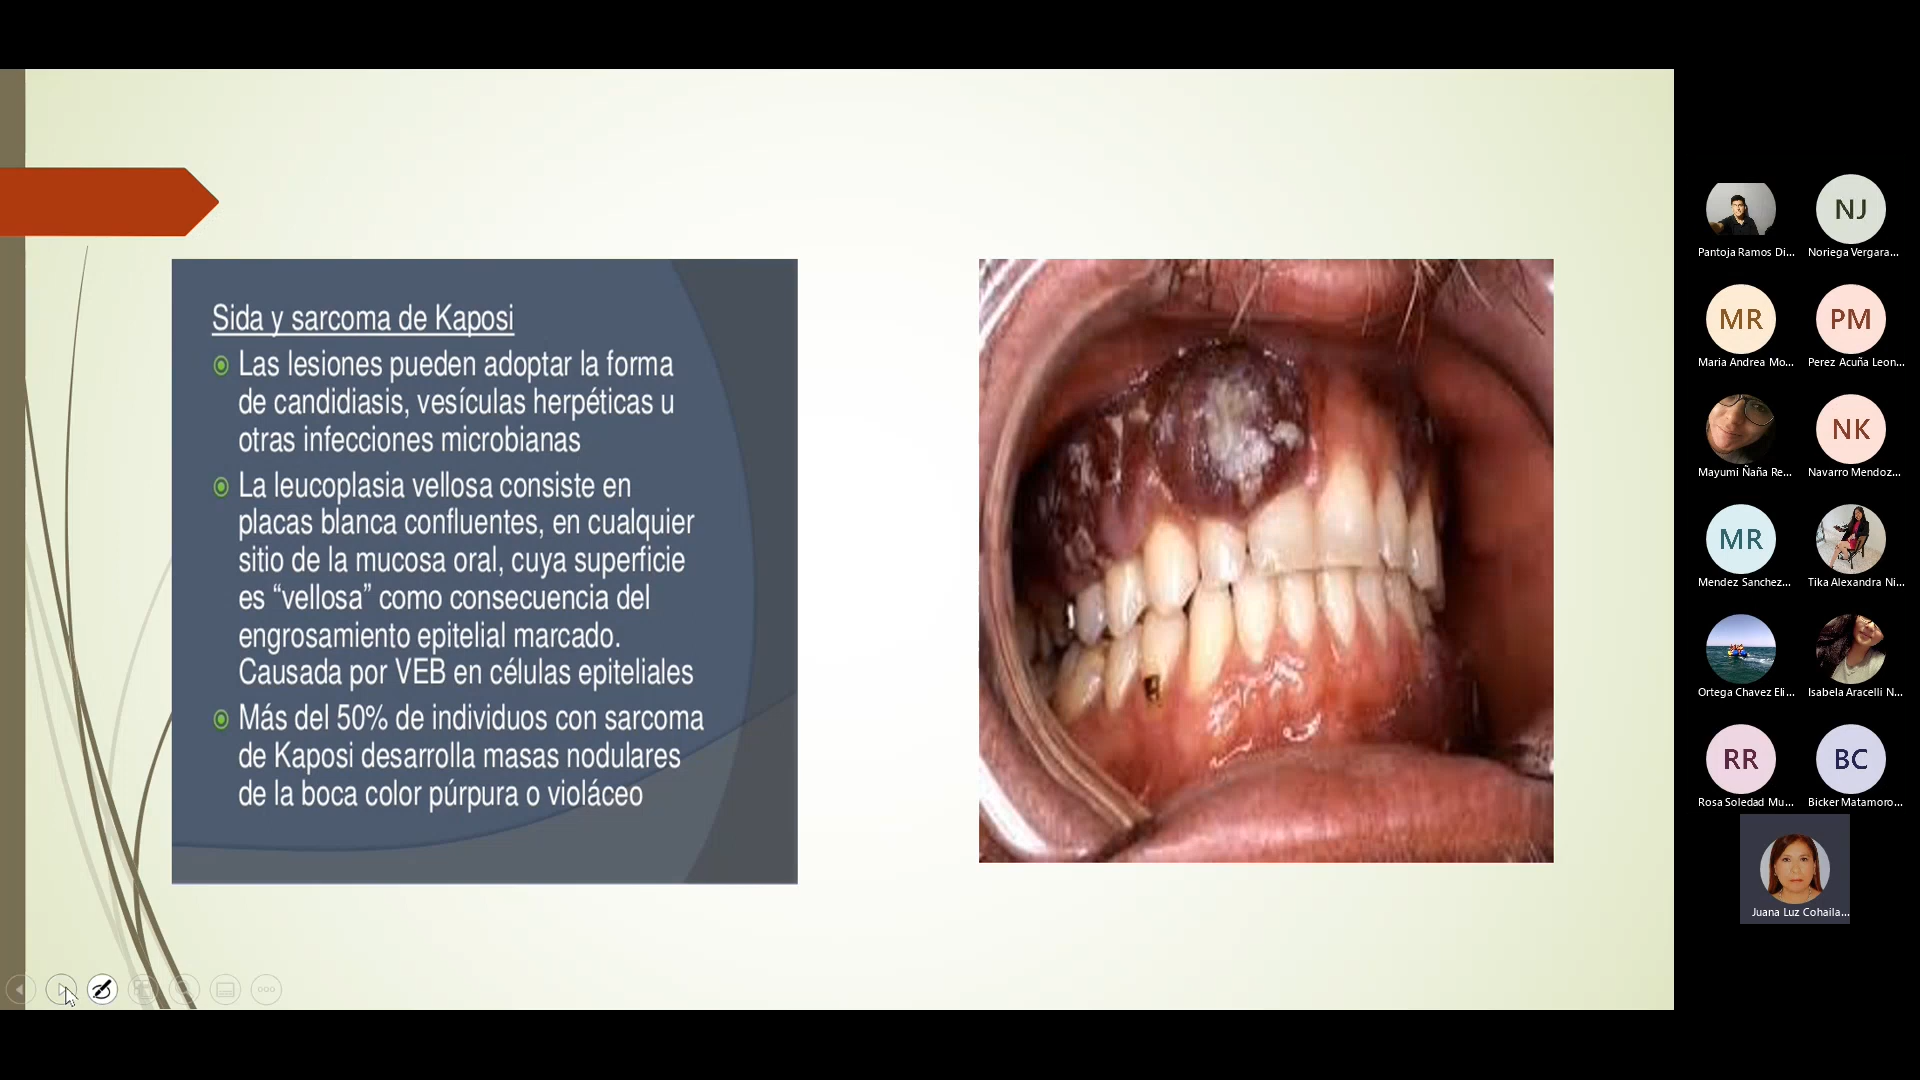 Sida y sarcoma de Kaposi
Las lesiones pueden adoptar la forma
de candidiasis, vesículas herpéticas u
otras infecciones microbianas
La leucoplasia vellosa consiste en
placas blanca confluentes, en cualquier
sitio de la mucosa oral, cuya superficie
es “vellosa” como consecuencia del
engrosamiento epitelial marcado.
Causada por VEB en células epiteliales
Más del 50% de individuos con sarcoma
de Kaposi desarrolla masas nodulares
de la boca color púrpura o violáceo
NJ
Pantoja Ramos Di...
Noriega Vergara...
MR
PM
Maria Andrea Mo...
Perez Acuña Leon...
NK
Mayumi Ñaña Re...
Navarro Mendoz...
MR
Mendez Sanchez...
Tika Alexandra Ni...
Ortega Chavez Eli...
Isabela Aracelli N...
RR
BC
Rosa Soledad Mu...
Bicker Matamoro...
Juana Luz Cohaila...